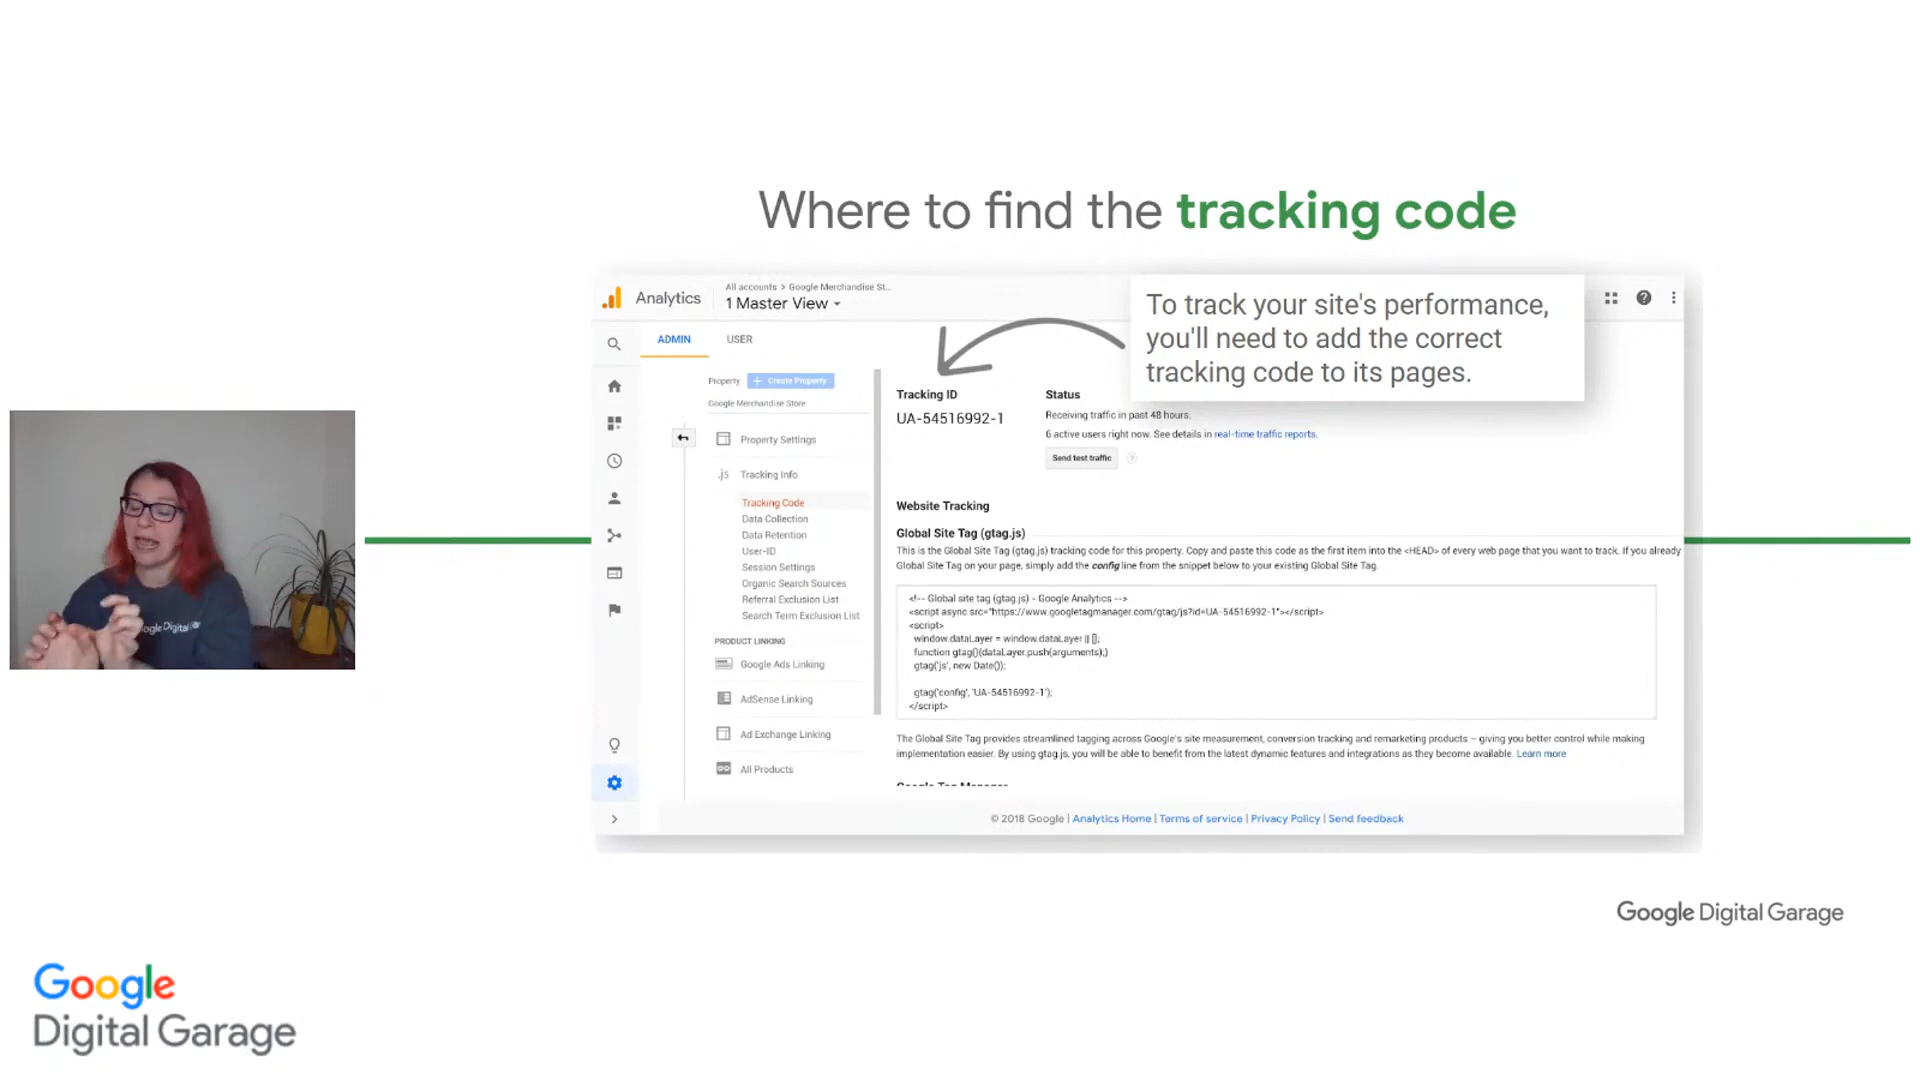 Where to find the tracking code
Analytics
All accounts > Google Merchandise St...
1 Master View
To track your site's performance,
you'll need to add the correct
tracking code to its pages.
ADMIN
USER
Property
+ Create Property
Google Merchandise Store
Property Settings
.js Tracking Info
Tracking Code
Data Collection
Data Retention
User-ID
Session Settings
Organic Search Sources
Referral Exclusion List
Search Term Exclusion List
PRODUCT LINKING
Google Ads Linking
AdSense Linking
Ad Exchange Linking
All Products
Tracking ID
UA-54516992-1
Status
Receiving traffic in past 48 hours.
6 active users right now. See details in real-time traffic reports.
Send test traffic
Website Tracking
Global Site Tag (gtag.js)
This is the Global Site Tag (gtag.js) tracking code for this property. Copy and paste this code as the first item into the <HEAD> of every web page that you want to track. If you already
Global Site Tag on your page, simply add the config line from the snippet below to your existing Global Site Tag.
<!-- Global site tag (gtag.js) - Google Analytics -->
<script async src="https://www.googletagmanager.com/gtag/js?id=UA-54516992-1"></script>
<script>
window.dataLayer = window.dataLayer || [];
function gtag(){dataLayer.push(arguments);}
gtag('js', new Date());
gtag('config', 'UA-54516992-1');
</script>
The Global Site Tag provides streamlined tagging across Google's site measurement, conversion tracking and remarketing products – giving you better control while making
implementation easier. By using gtag.js, you will be able to benefit from the latest dynamic features and integrations as they become available. Learn more
Google Tag Manager
© 2018 Google | Analytics Home | Terms of service | Privacy Policy | Send feedback
Google Digital Garage
Google
Digital Garage